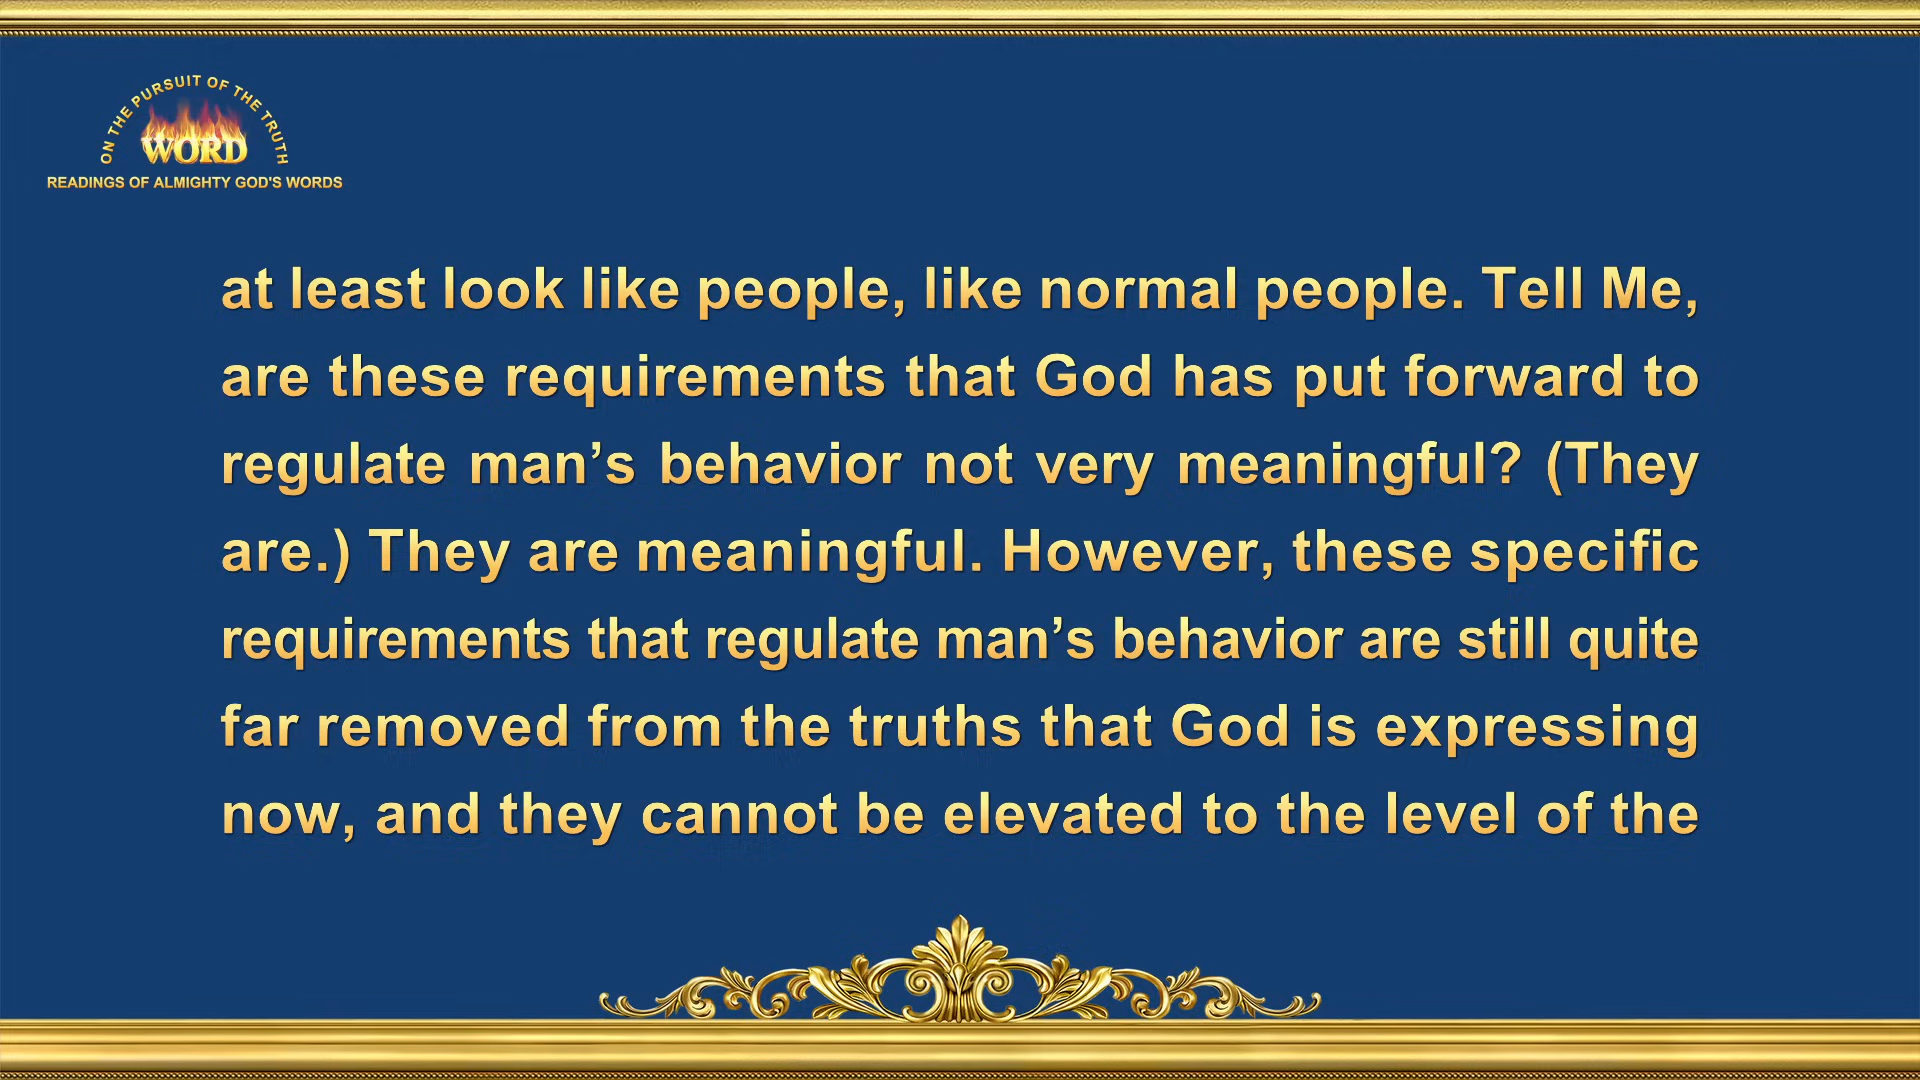 ON THE PURSUIT OF THE TRUTH
WORD
READINGS OF ALMIGHTY GOD'S WORDS
at least look like people, like normal people. Tell Me,
are these requirements that God has put forward to
regulate man’s behavior not very meaningful? (They
are.) They are meaningful. However, these specific
requirements that regulate man’s behavior are still quite
far removed from the truths that God is expressing
now, and they cannot be elevated to the level of the